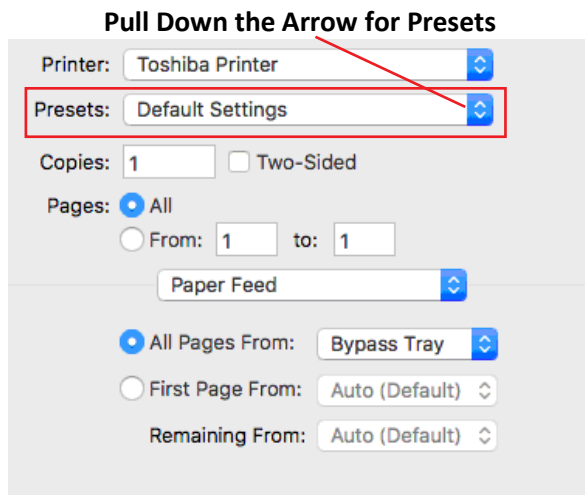 Pull Down the Arrow for Presets
Printer: Toshiba Printer
Presets: Default Settings
Copies: 1 Two-Sided
Pages: All
From: 1 to: 1
Paper Feed
All Pages From: Bypass Tray
First Page From: Auto (Default)
Remaining From: Auto (Default)